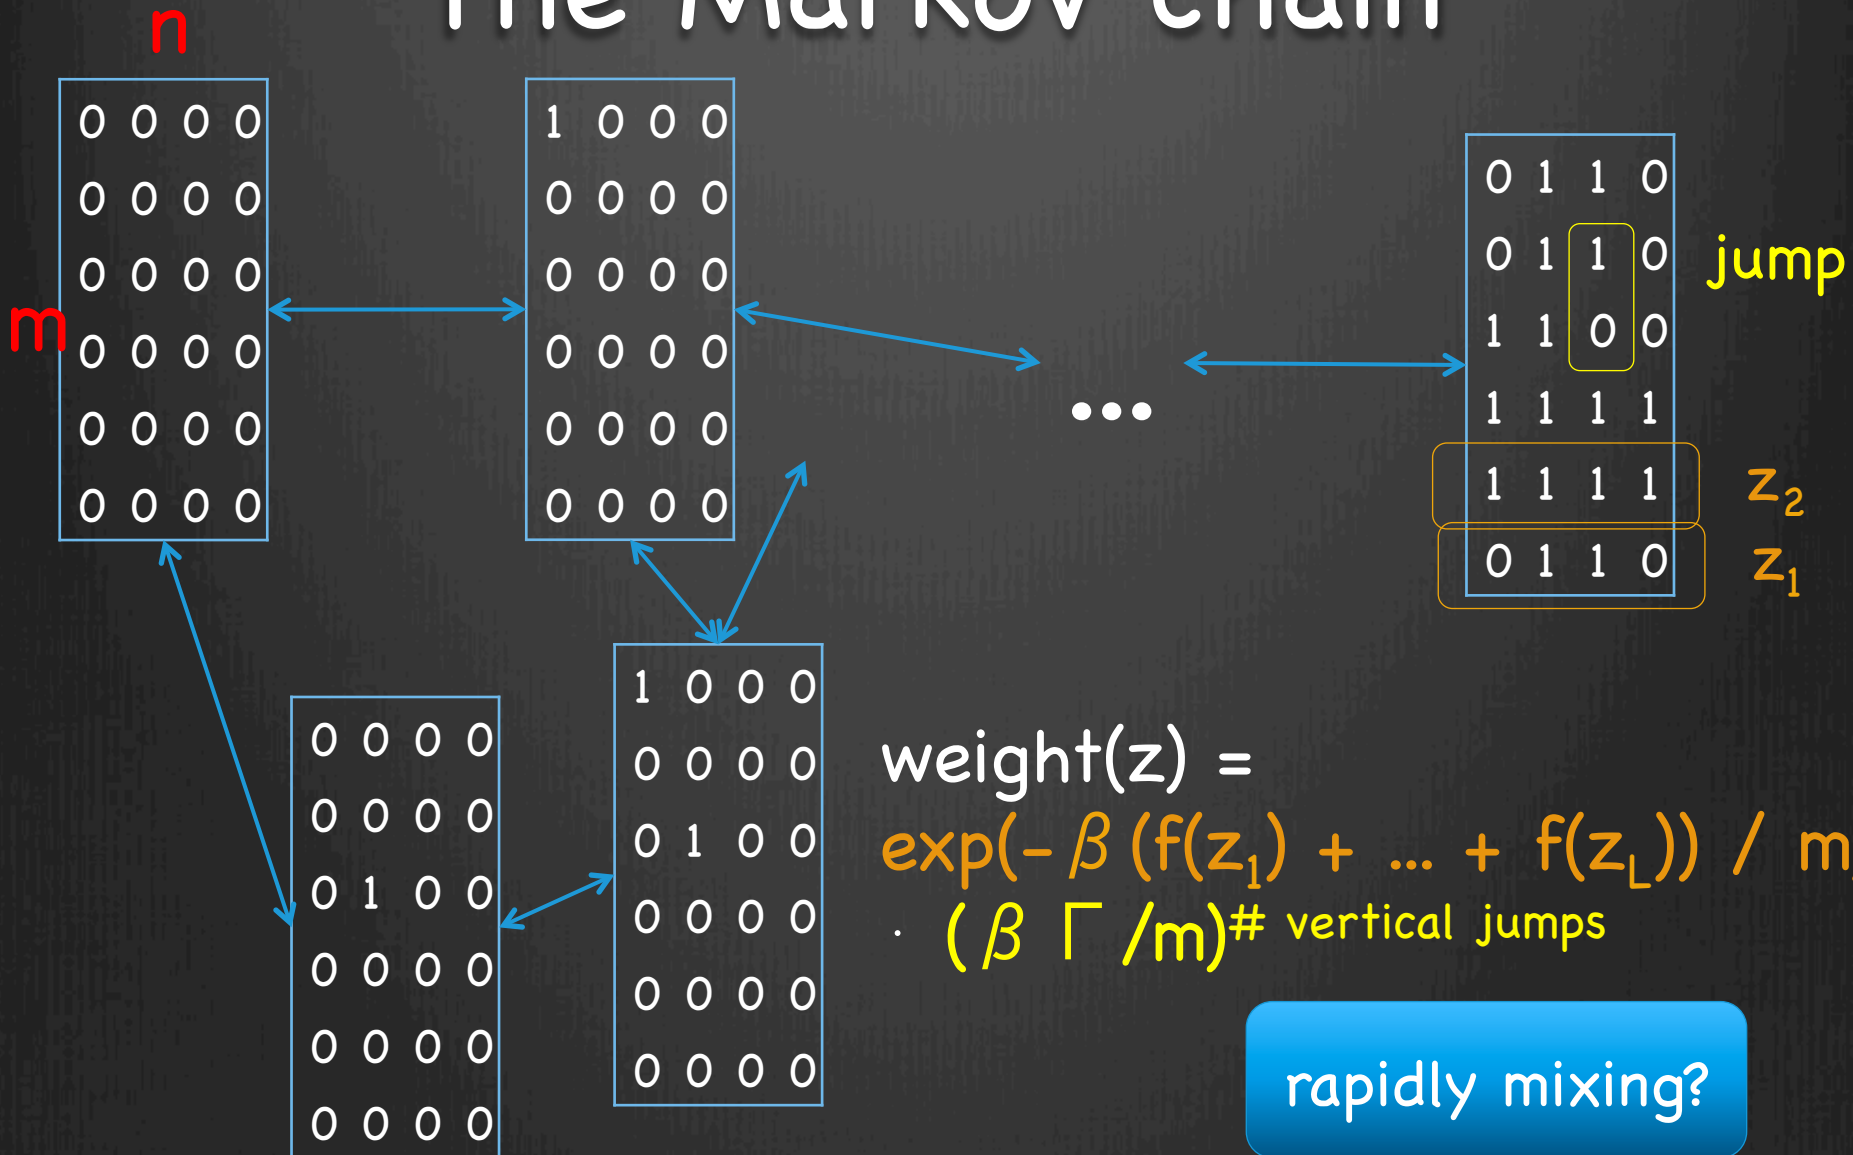 The Markov chain
n
m
0 0 0 0
0 0 0 0
0 0 0 0
0 0 0 0
0 0 0 0
0 0 0 0
1 0 0 0
0 0 0 0
0 0 0 0
0 0 0 0
0 0 0 0
0 0 0 0
...
0 1 1 0
0 1 1 0
1 1 0 0
1 1 1 1
1 1 1 1
0 1 1 0
jump
z2
z1
0 0 0 0
0 0 0 0
0 1 0 0
0 0 0 0
0 0 0 0
0 0 0 0
1 0 0 0
0 0 0 0
0 1 0 0
0 0 0 0
0 0 0 0
0 0 0 0
weight(z) =
exp(-β(f(z1) + ... + f(zL)) / m
· (β Γ /m)# vertical jumps
rapidly mixing?